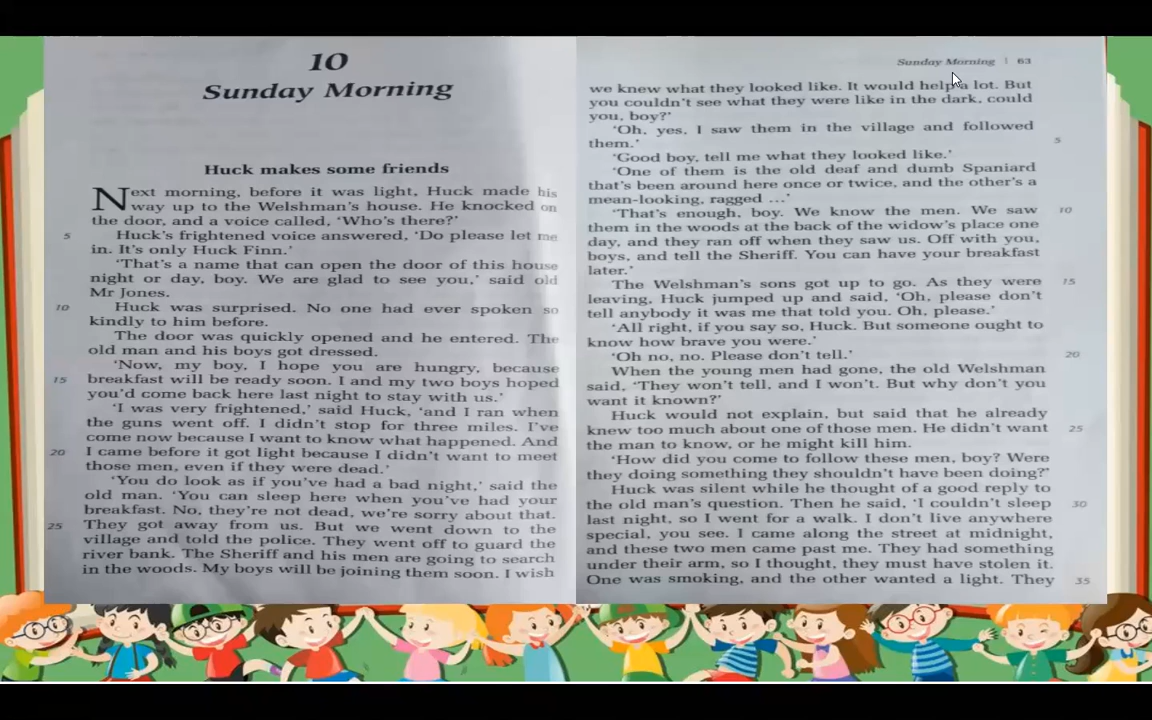 10
Sunday Morning
Huck makes some friends
Next morning, before it was light, Huck made his
way up to the Welshman's house. He knocked on
the door, and a voice called, 'Who's there?'
5 Huck's frightened voice answered, 'Do please let me
in. It's only Huck Finn.'
'That's a name that can open the door of this house
night or day, boy. We are glad to see you,' said old
Mr Jones.
10 Huck was surprised. No one had ever spoken so
kindly to him before.
The door was quickly opened and he entered. The
old man and his boys got dressed.
'Now, my boy, I hope you are hungry, because
15 breakfast will be ready soon. I and my two boys hoped
you'd come back here last night to stay with us.'
'I was very frightened,' said Huck, 'and I ran when
the guns went off. I didn't stop for three miles. I've
come now because I want to know what happened. And
20 I came before it got light because I didn't want to meet
those men, even if they were dead.'
'You do look as if you've had a bad night,' said the
old man. 'You can sleep here when you've had your
breakfast. No, they're not dead, we're sorry about that.
25 They got away from us. But we went down to the
village and told the police. They went off to guard the
river bank. The Sheriff and his men are going to search
in the woods. My boys will be joining them soon. I wish
Sunday Morning | 63
we knew what they looked like. It would help a lot. But
you couldn't see what they were like in the dark, could
you, boy?'
'Oh, yes, I saw them in the village and followed
them.' 5
'Good boy, tell me what they looked like.'
'One of them is the old deaf and dumb Spaniard
that's been around here once or twice, and the other's a
mean-looking, ragged ...'
'That's enough, boy. We know the men. We saw 10
them in the woods at the back of the widow's place one
day, and they ran off when they saw us. Off with you,
boys, and tell the Sheriff. You can have your breakfast
later.'
The Welshman's sons got up to go. As they were 15
leaving, Huck jumped up and said, 'Oh, please don't
tell anybody it was me that told you. Oh, please.'
'All right, if you say so, Huck. But someone ought to
know how brave you were.'
'Oh no, no. Please don't tell.' 20
When the young men had gone, the old Welshman
said, 'They won't tell, and I won't. But why don't you
want it known?'
Huck would not explain, but said that he already
knew too much about one of those men. He didn't want 25
the man to know, or he might kill him.
'How did you come to follow these men, boy? Were
they doing something they shouldn't have been doing?'
Huck was silent while he thought of a good reply to
the old man's question. Then he said, 'I couldn't sleep 30
last night, so I went for a walk. I don't live anywhere
special, you see. I came along the street at midnight,
and these two men came past me. They had something
under their arm, so I thought, they must have stolen it.
One was smoking, and the other wanted a light. They 35